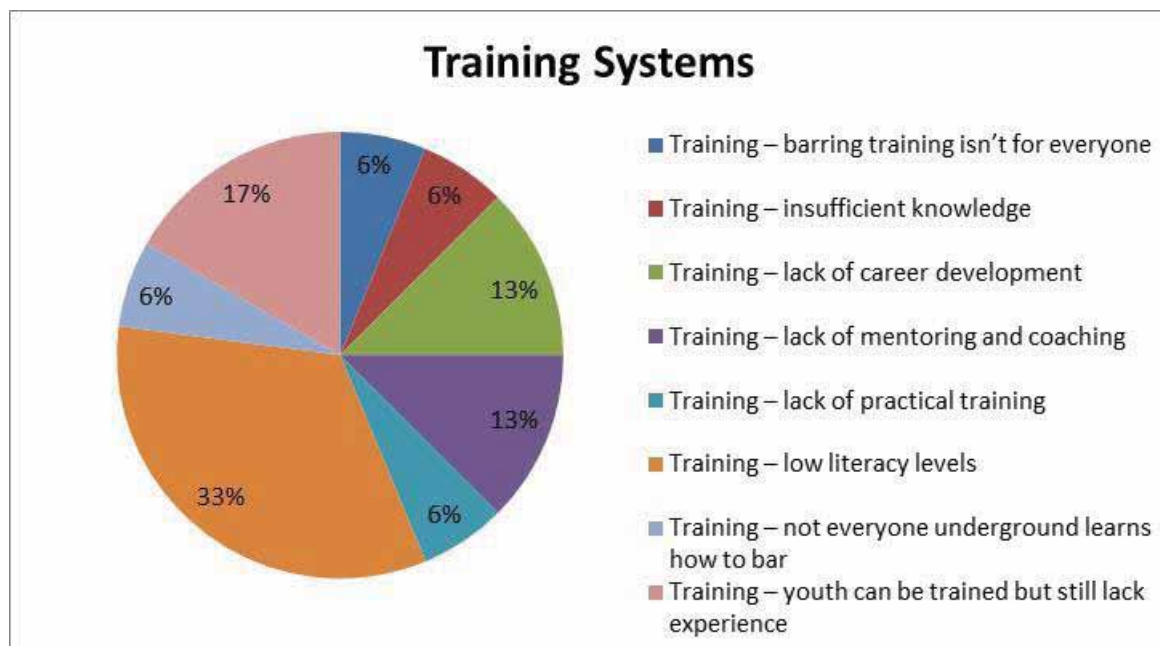 Training Systems
6%
6%
13%
13%
6%
33%
6%
17%
Training – barring training isn't for everyone
Training – insufficient knowledge
Training – lack of career development
Training – lack of mentoring and coaching
Training – lack of practical training
Training – low literacy levels
Training – not everyone underground learns
how to bar
Training – youth can be trained but still lack
experience